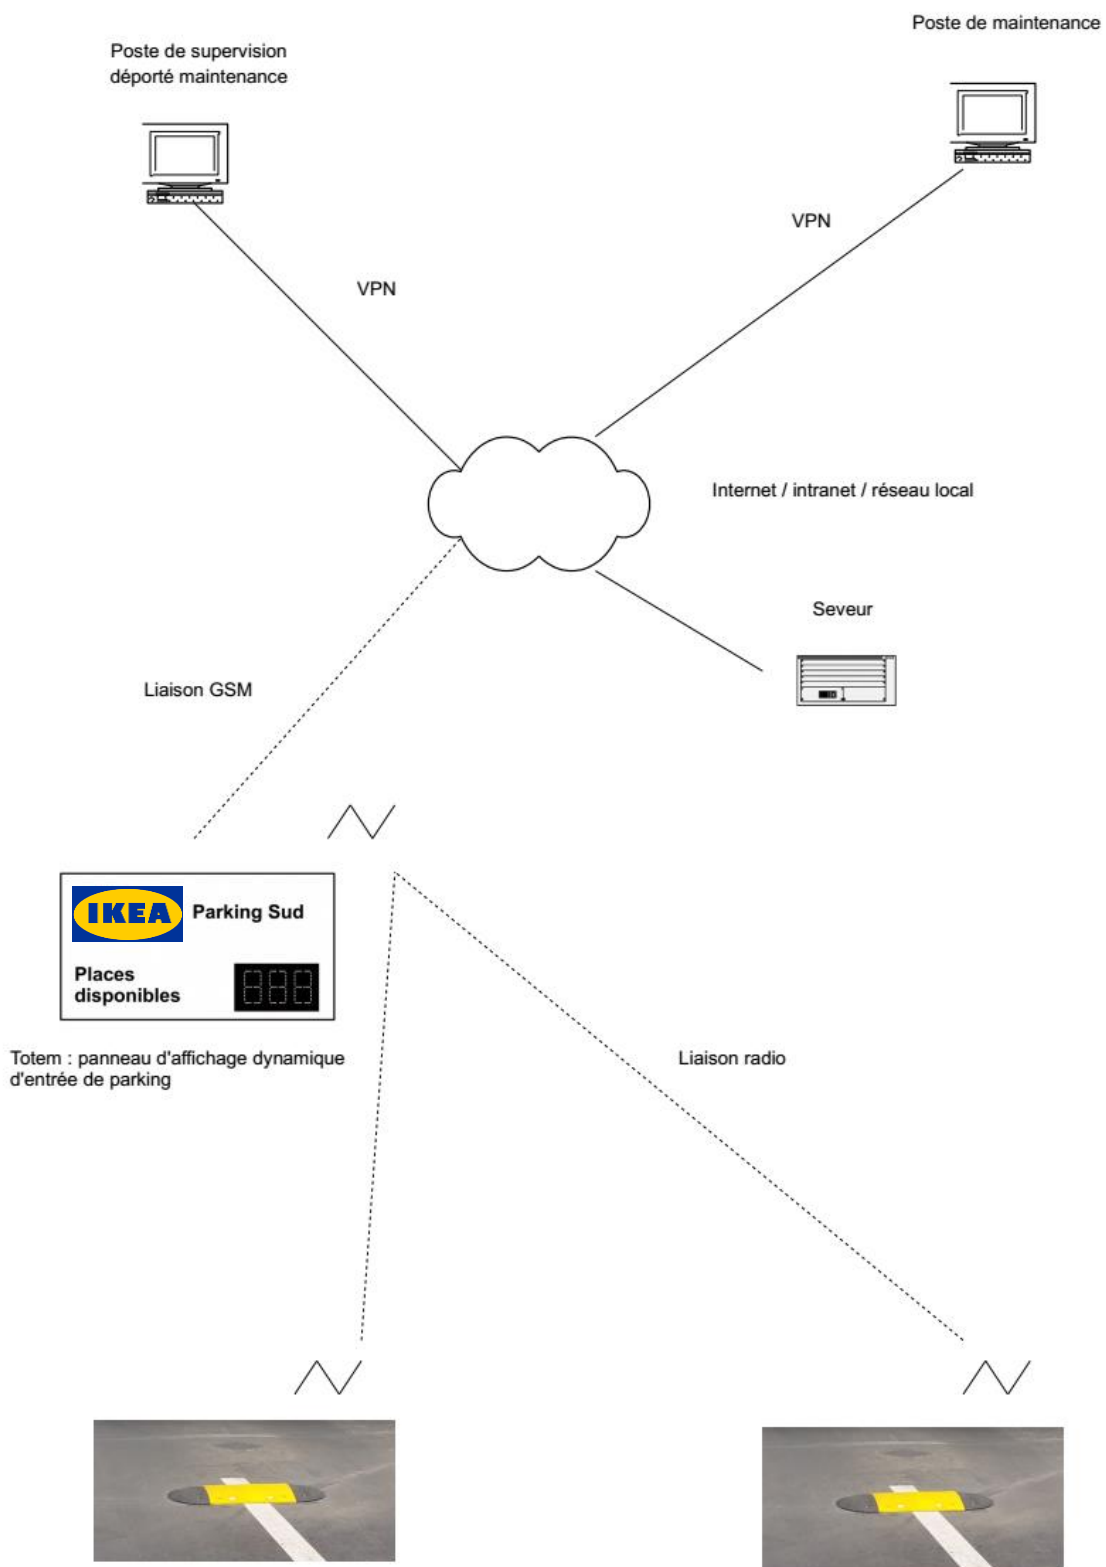 Poste de maintenance
Poste de supervision
déporté maintenance
VPN
VPN
Internet / intranet / réseau local
Seveur
Liaison GSM
IKEA Parking Sud
Places
disponibles
Totem : panneau d'affichage dynamique
d'entrée de parking
Liaison radio